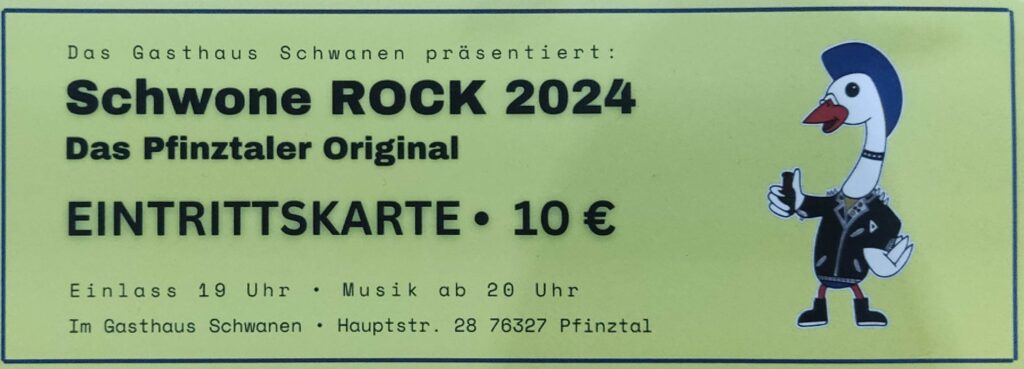 Das Gasthaus Schwanen präsentiert:
Schwone ROCK 2024
Das Pfinztaler Original
EINTRITTSKARTE • 10 €
Einlass 19 Uhr • Musik ab 20 Uhr
Im Gasthaus Schwanen • Hauptstr. 28 76327 Pfinztal